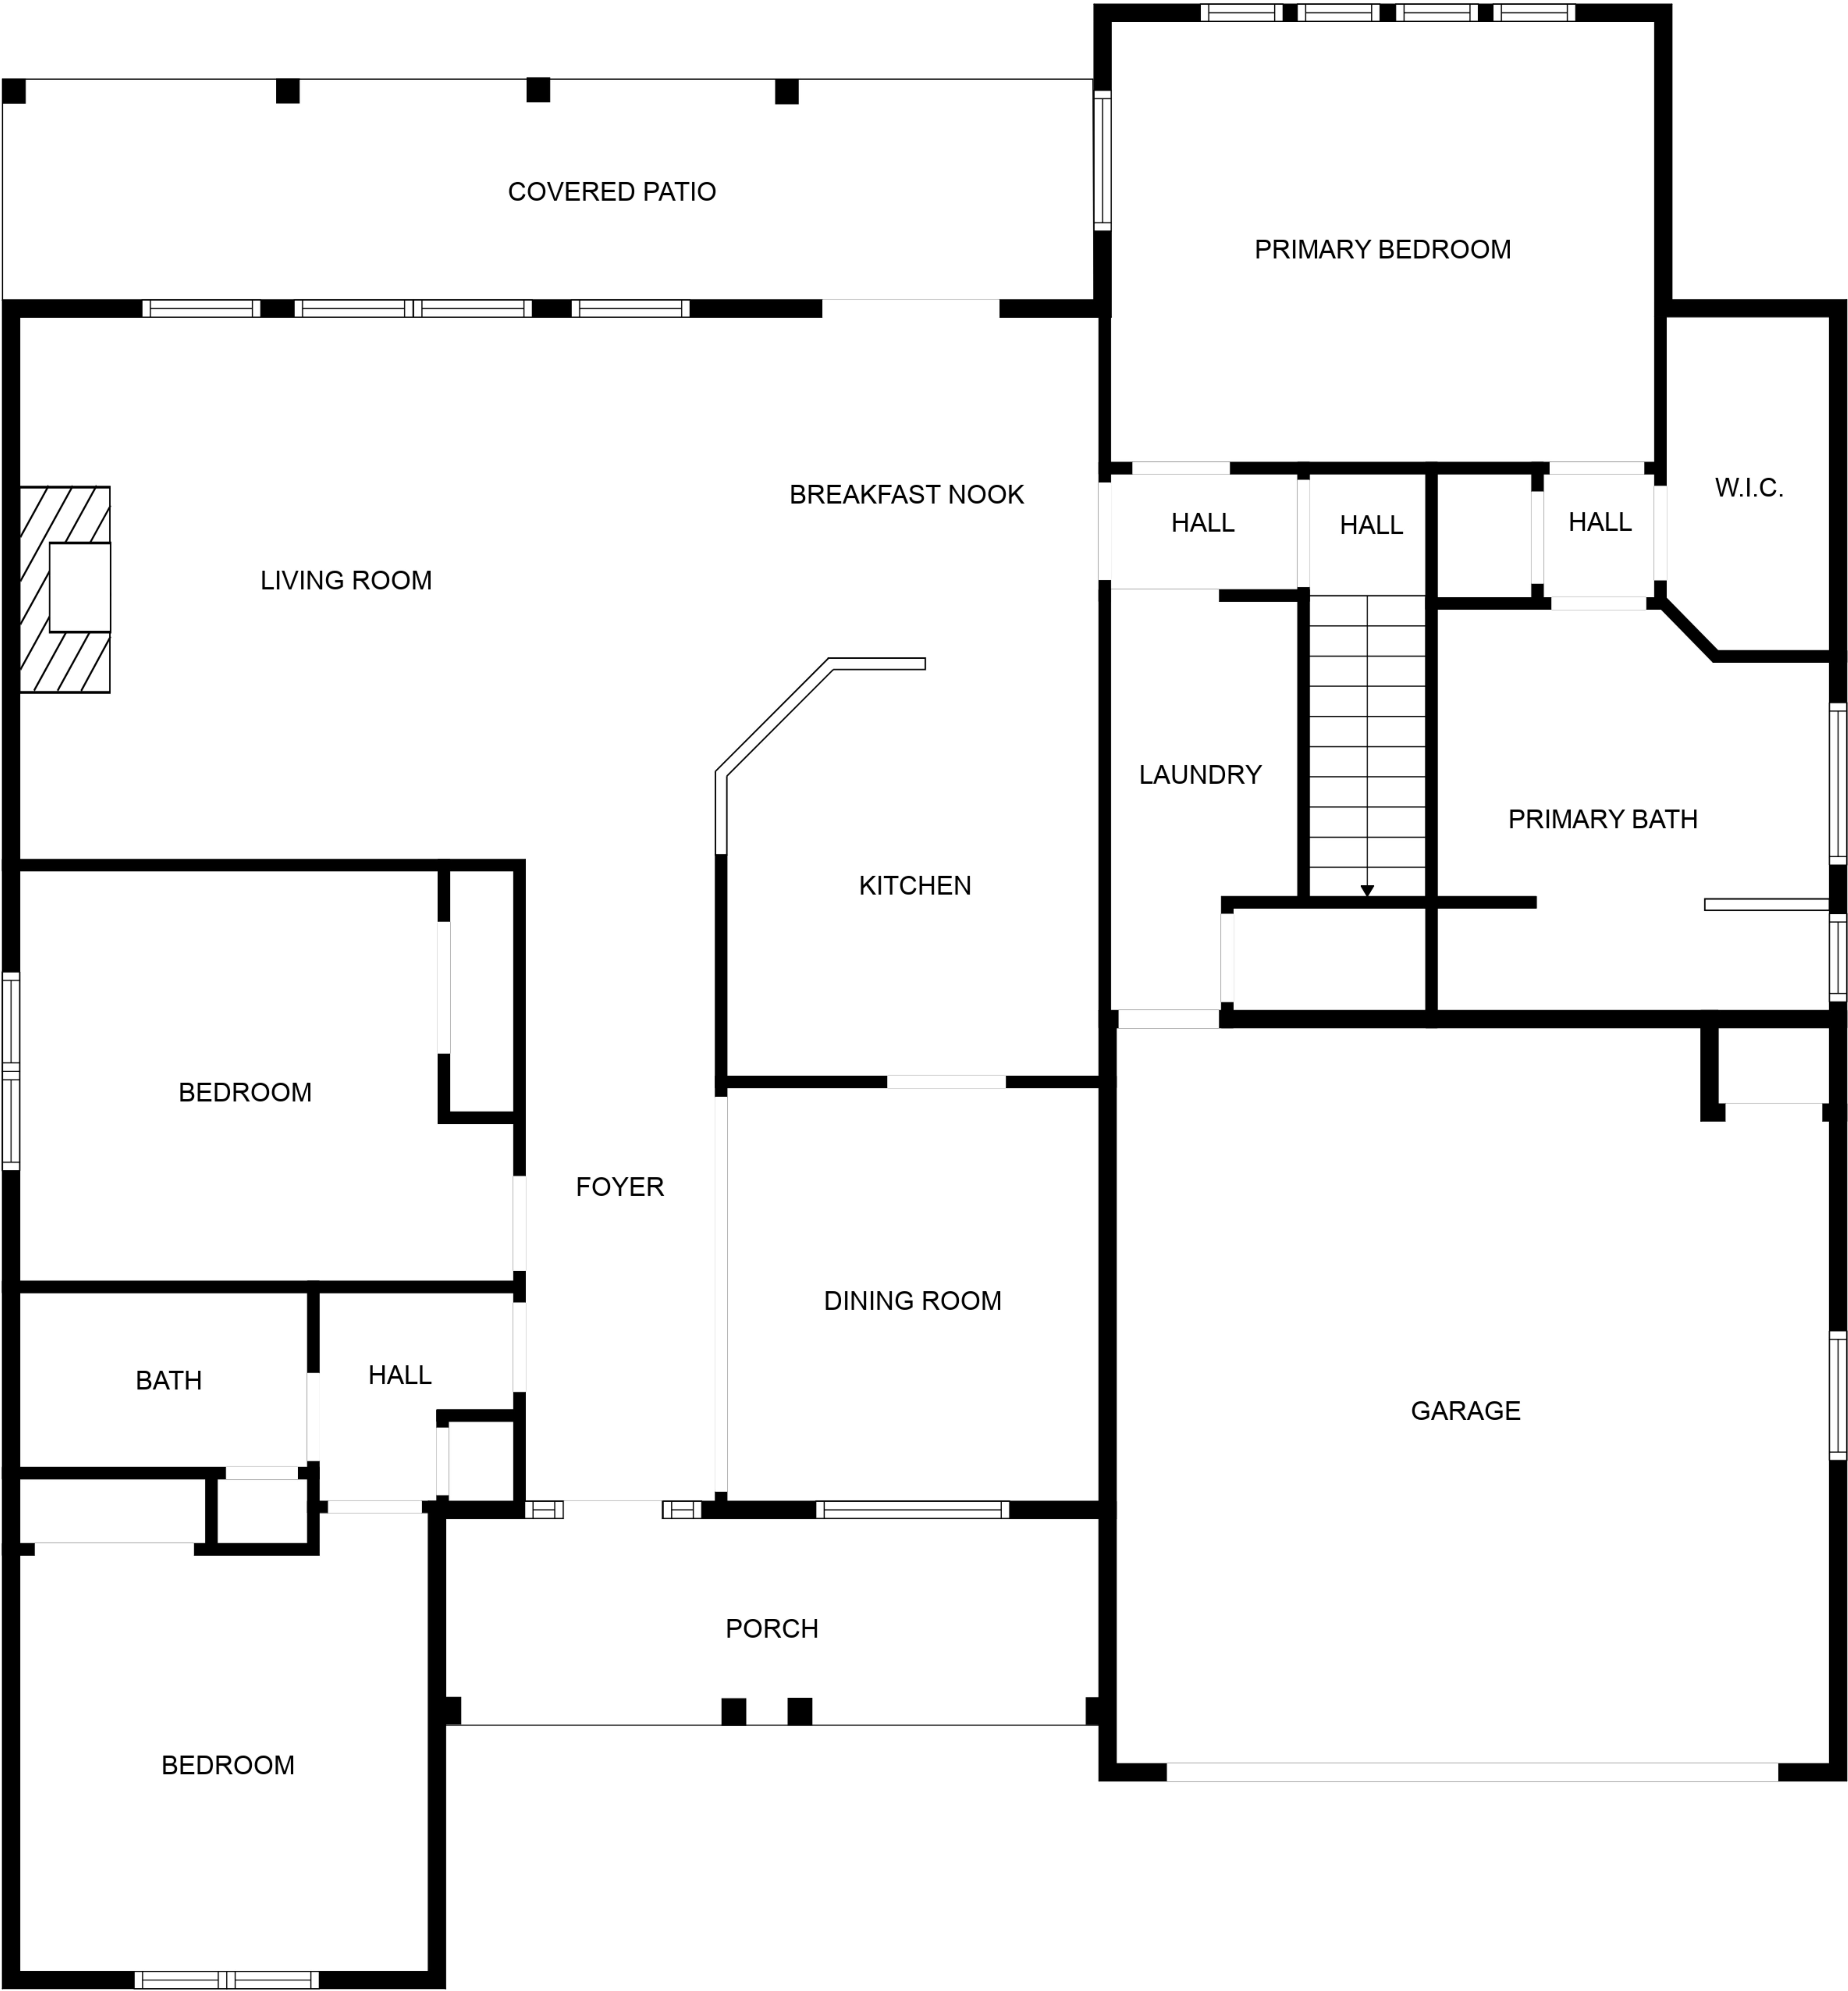 COVERED PATIO
PRIMARY BEDROOM
BREAKFAST NOOK
W.I.C.
HALL
HALL
HALL
LIVING ROOM
LAUNDRY
PRIMARY BATH
KITCHEN
BEDROOM
FOYER
DINING ROOM
BATH
HALL
GARAGE
PORCH
BEDROOM